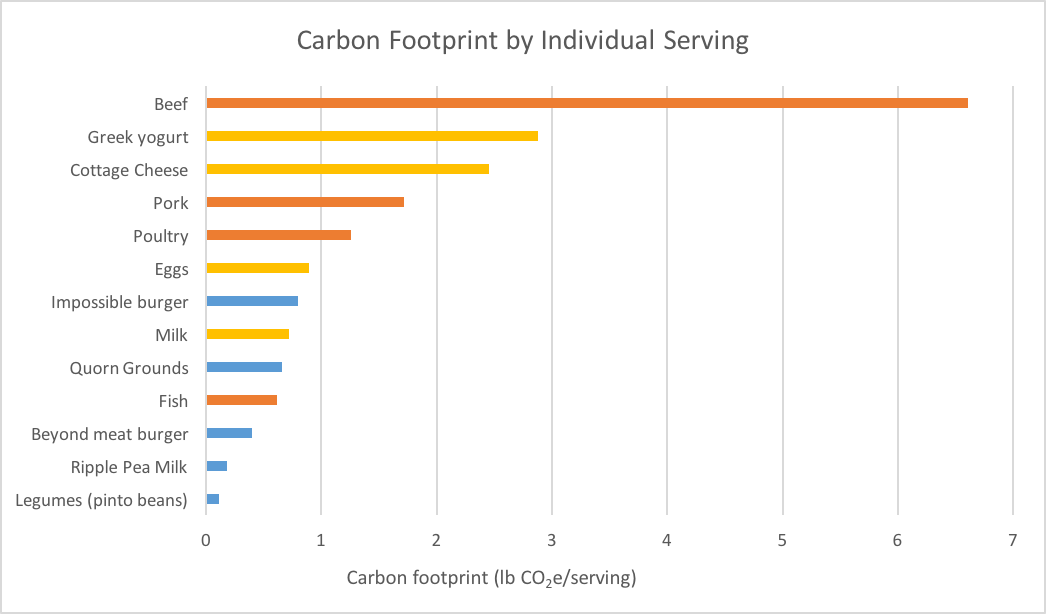 Carbon Footprint by Individual Serving
Beef
Greek yogurt
Cottage Cheese
Pork
Poultry
Eggs
Impossible burger
Milk
Quorn Grounds
Fish
Beyond meat burger
Ripple Pea Milk
Legumes (pinto beans)
0 1 2 3 4 5 6 7
Carbon footprint (lb CO₂e/serving)